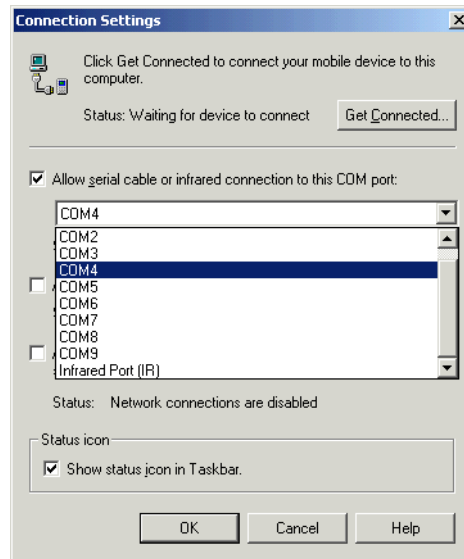 Connection Settings
Click Get Connected to connect your mobile device to this
computer.
Status: Waiting for device to connect
Get Connected...
Allow serial cable or infrared connection to this COM port:
COM4
COM2
COM3
COM4
COM5
COM6
COM7
COM8
COM9
Infrared Port (IR)
Status: Network connections are disabled
Status icon
Show status icon in Taskbar.
OK
Cancel
Help